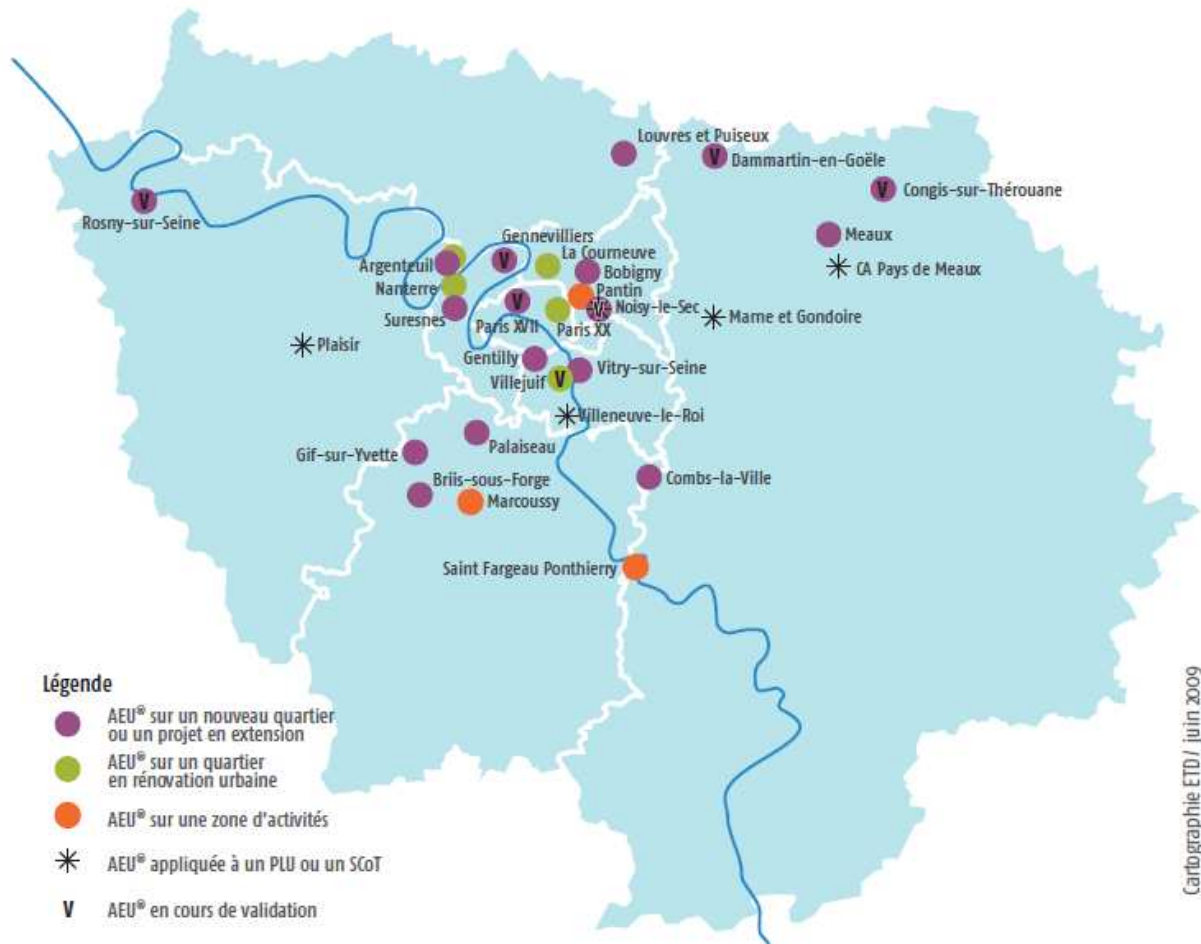 Louvres et Puiseux
Dammartin-en-Goële
V
Congis-sur-Thérouane
V
V
Rosny-sur-Seine
Meaux
CA Pays de Meaux
Gennevilliers
V
La Courneuve
Argenteuil
Bobigny
Nanterre
Pantin
Suresnes
V
Paris XVII
Paris XX
V
Noisy-le-Sec
Marne et Gondoire
Plaisir
Gentilly
Vitry-sur-Seine
Villejuif
V
Villeneuve-le-Roi
Palaiseau
Gif-sur-Yvette
Briis-sous-Forge
Marcoussy
Combs-la-Ville
Saint Fargeau Ponthierry
Légende
AEU® sur un nouveau quartier
ou un projet en extension
AEU® sur un quartier
en rénovation urbaine
AEU® sur une zone d'activités
AEU® appliquée à un PLU ou un SCoT
V AEU® en cours de validation
Cartographie ETD/ juin 2009